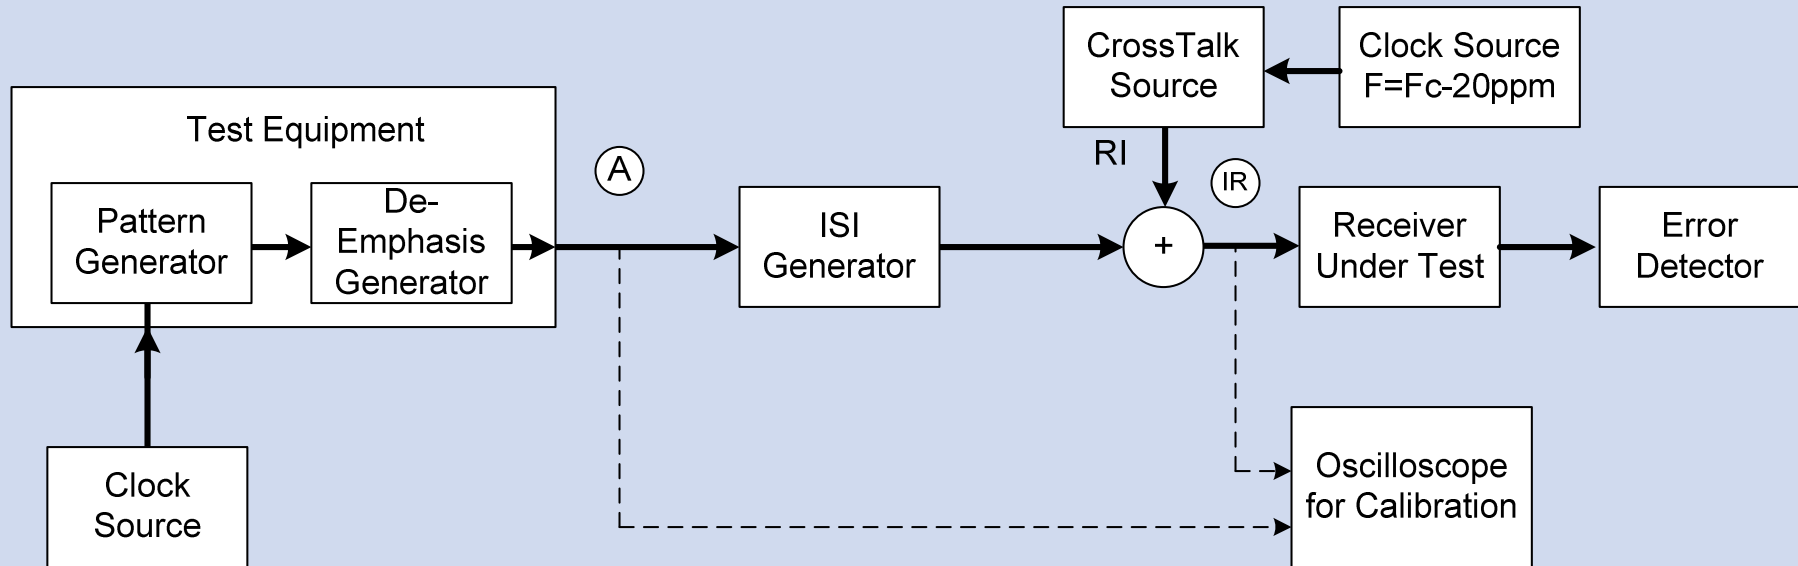 CrossTalk
Source
Clock Source
F=Fc-20ppm
Test Equipment
RI
A
IR
Pattern
Generator
De-
Emphasis
Generator
ISI
Generator
+
Receiver
Under Test
Error
Detector
Clock
Source
Oscilloscope
for Calibration